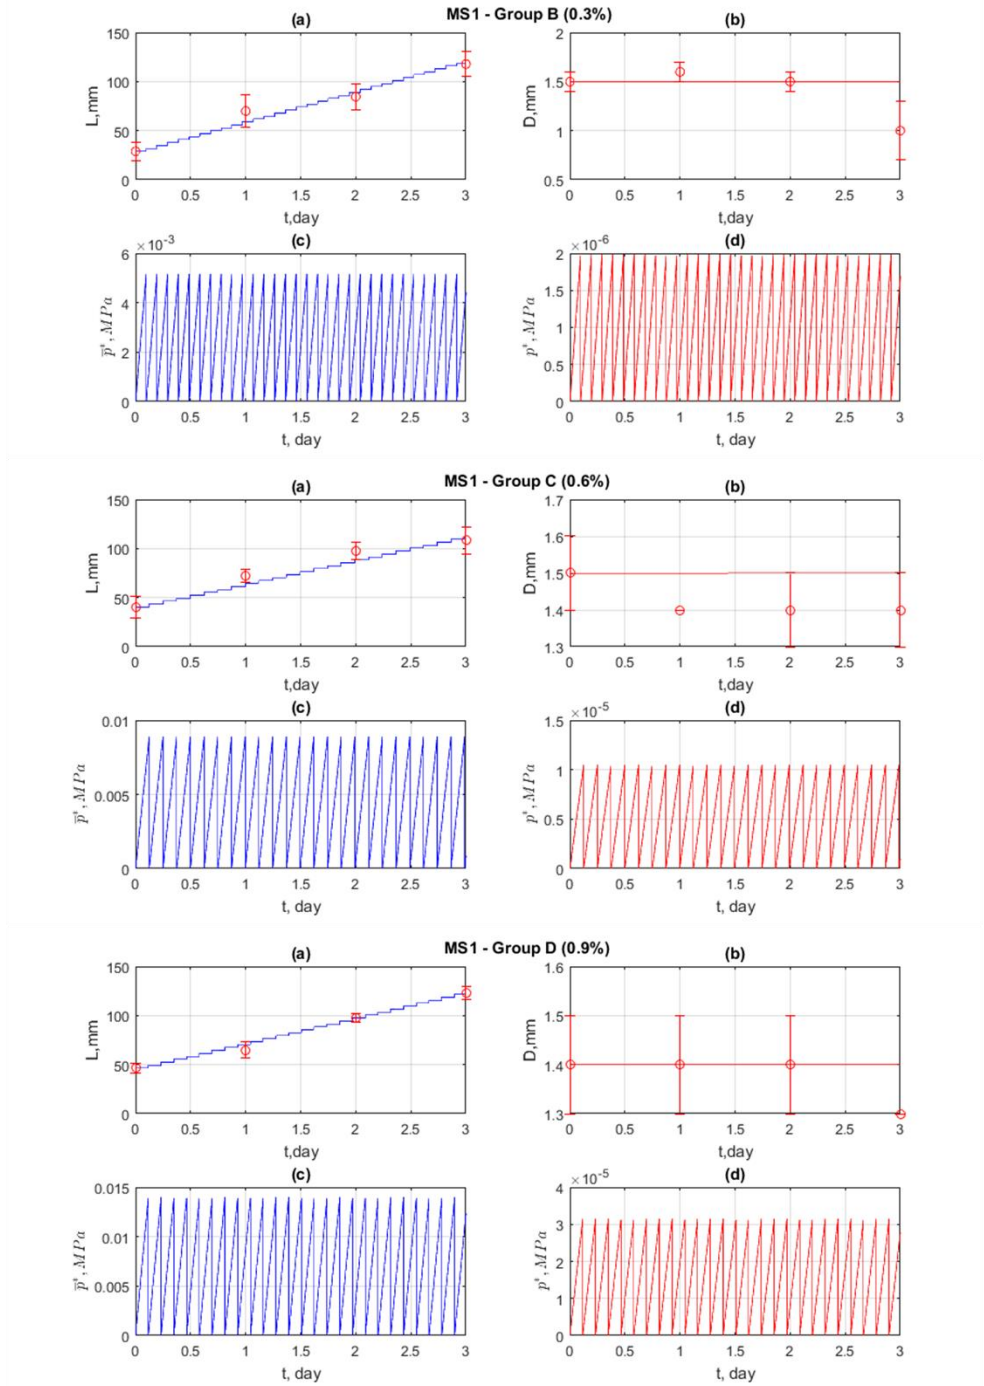 MS1 - Group B (0.3%)
(a)
(b)
150
100
50
0
L,mm
0 0.5 1 1.5 2 2.5 3
t,day
2
1.5
1
0.5
D,mm
0 0.5 1 1.5 2 2.5 3
t,day
(c)
(d)
×10⁻³
6
4
2
0
p̅*, MPa
0 0.5 1 1.5 2 2.5 3
t, day
×10⁻⁶
2
1.5
1
0.5
0
p*, MPa
0 0.5 1 1.5 2 2.5 3
t, day
MS1 - Group C (0.6%)
(a)
(b)
150
100
50
0
L,mm
0 0.5 1 1.5 2 2.5 3
t,day
1.7
1.6
1.5
1.4
1.3
D,mm
0 0.5 1 1.5 2 2.5 3
t,day
(c)
(d)
0.01
0.005
0
p̅*, MPa
0 0.5 1 1.5 2 2.5 3
t, day
×10⁻⁵
1.5
1
0.5
0
p*, MPa
0 0.5 1 1.5 2 2.5 3
t, day
MS1 - Group D (0.9%)
(a)
(b)
150
100
50
0
L,mm
0 0.5 1 1.5 2 2.5 3
t,day
1.6
1.5
1.4
1.3
D,mm
0 0.5 1 1.5 2 2.5 3
t,day
(c)
(d)
0.015
0.01
0.005
0
p̅*, MPa
0 0.5 1 1.5 2 2.5 3
t, day
×10⁻⁵
4
3
2
1
0
p*, MPa
0 0.5 1 1.5 2 2.5 3
t, day